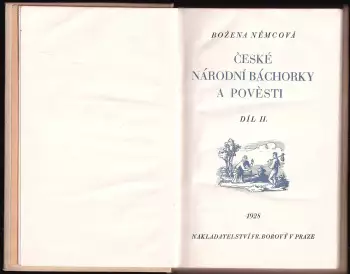 BOŽENA NĚMCOVÁ
ČESKÉ
NÁRODNÍ BÁCHORKY
A POVĚSTI
DÍL II.
1928
NAKLADATELSTVÍ FR. BOROVÝ V PRAZE